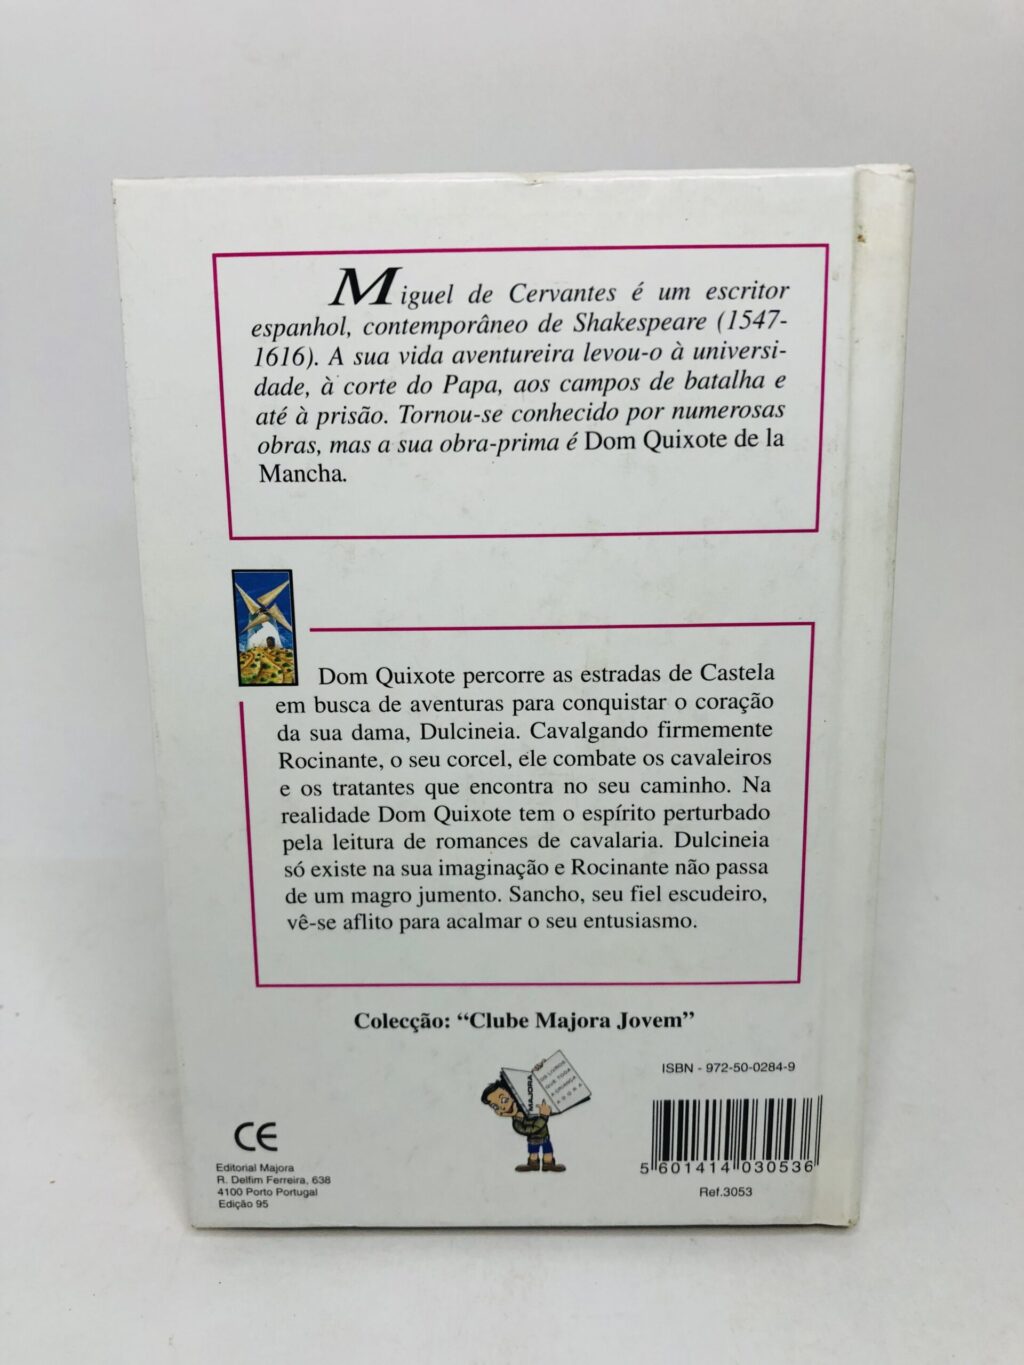 Miguel de Cervantes é um escritor
espanhol, contemporâneo de Shakespeare (1547-
1616). A sua vida aventureira levou-o à universi-
dade, à corte do Papa, aos campos de batalha e
até à prisão. Tornou-se conhecido por numerosas
obras, mas a sua obra-prima é Dom Quixote de la
Mancha.
Dom Quixote percorre as estradas de Castela
em busca de aventuras para conquistar o coração
da sua dama, Dulcineia. Cavalgando firmemente
Rocinante, o seu corcel, ele combate os cavaleiros
e os tratantes que encontra no seu caminho. Na
realidade Dom Quixote tem o espírito perturbado
pela leitura de romances de cavalaria. Dulcineia
só existe na sua imaginação e Rocinante não passa
de um magro jumento. Sancho, seu fiel escudeiro,
vê-se aflito para acalmar o seu entusiasmo.
Colecção: “Clube Majora Jovem”
MAJORA
OS LIVROS
QUE TODA
A CRIANÇA
ADORA
CE
Editorial Majora
R. Delfim Ferreira, 638
4100 Porto Portugal
Edição 95
ISBN - 972-50-0284-9
5 601414 030536
Ref.3053